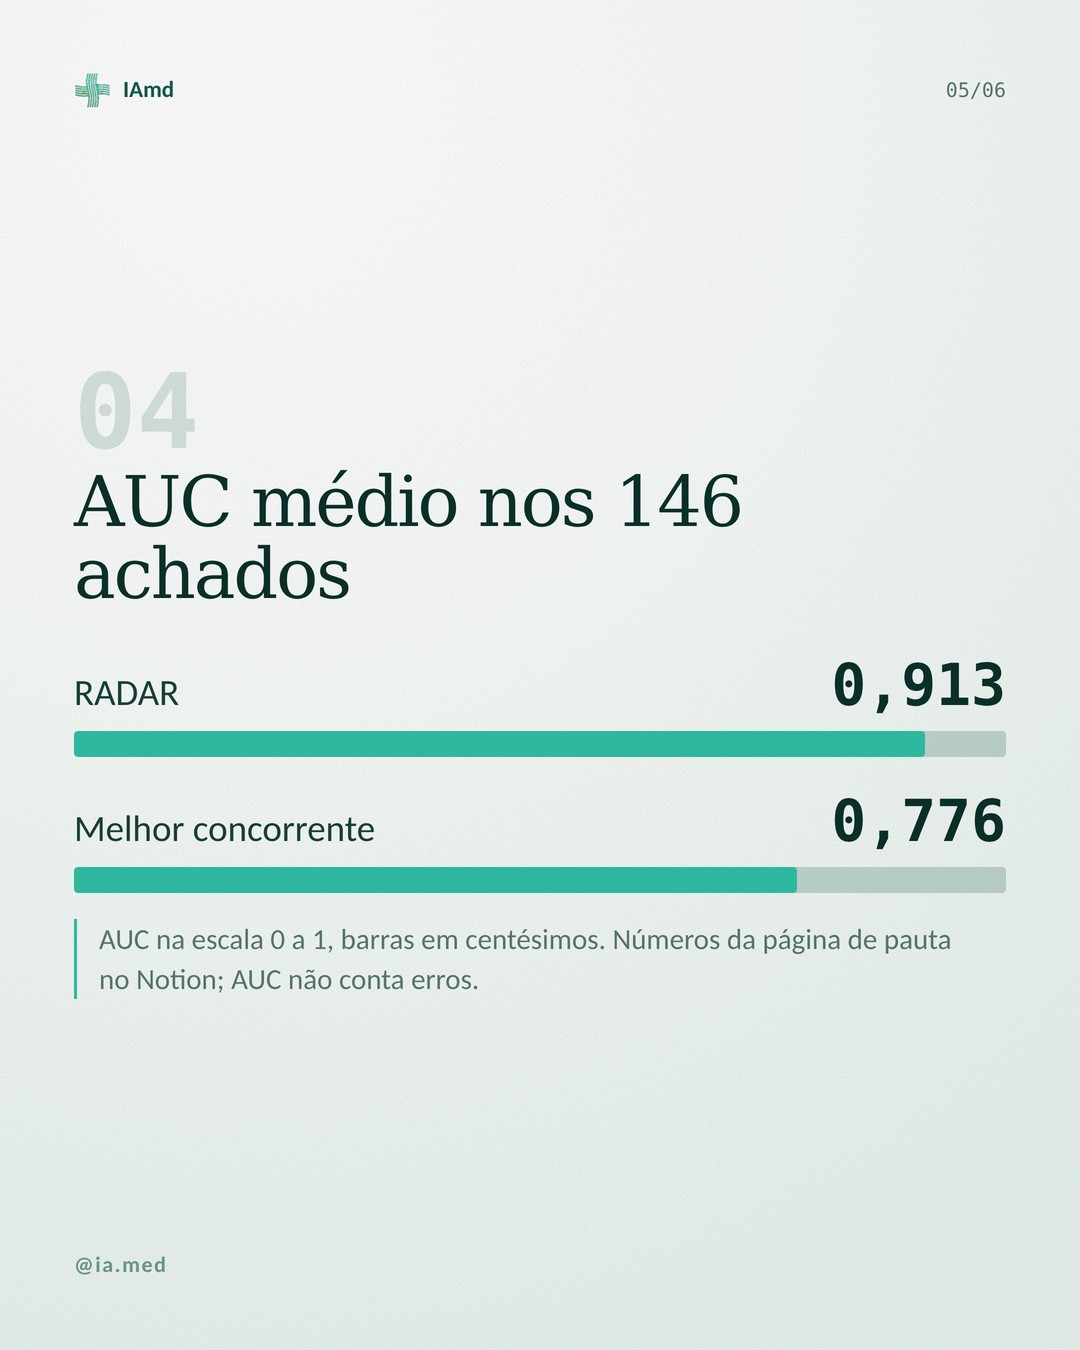 IAmd
05/06
04
AUC médio nos 146
achados
RADAR
0,913
Melhor concorrente
0,776
AUC na escala 0 a 1, barras em centésimos. Números da página de pauta
no Notion; AUC não conta erros.
@ia.med